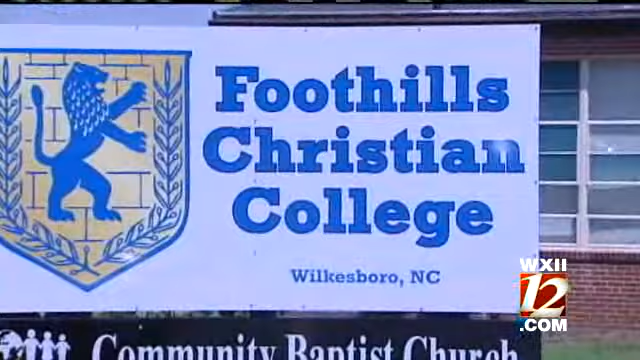 Foothills
Christian
College
Wilkesboro, NC
WXII
12
.COM
Community Baptist Church